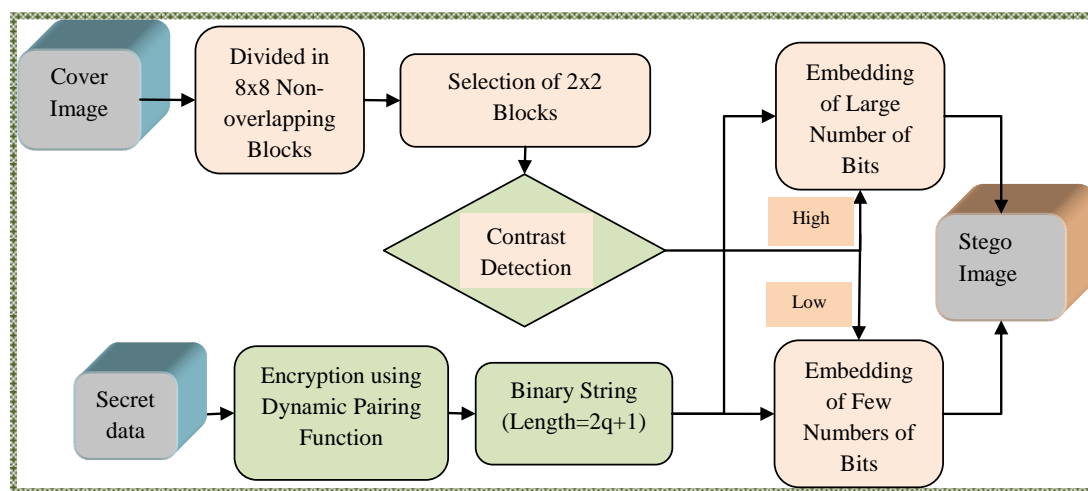 Cover
Image
Divided in
8x8 Non-
overlapping
Blocks
Selection of 2x2
Blocks
Embedding
of Large
Number of
Bits
Contrast
Detection
High
Low
Stego
Image
Secret
data
Encryption using
Dynamic Pairing
Function
Binary String
(Length=2q+1)
Embedding
of Few
Numbers of
Bits